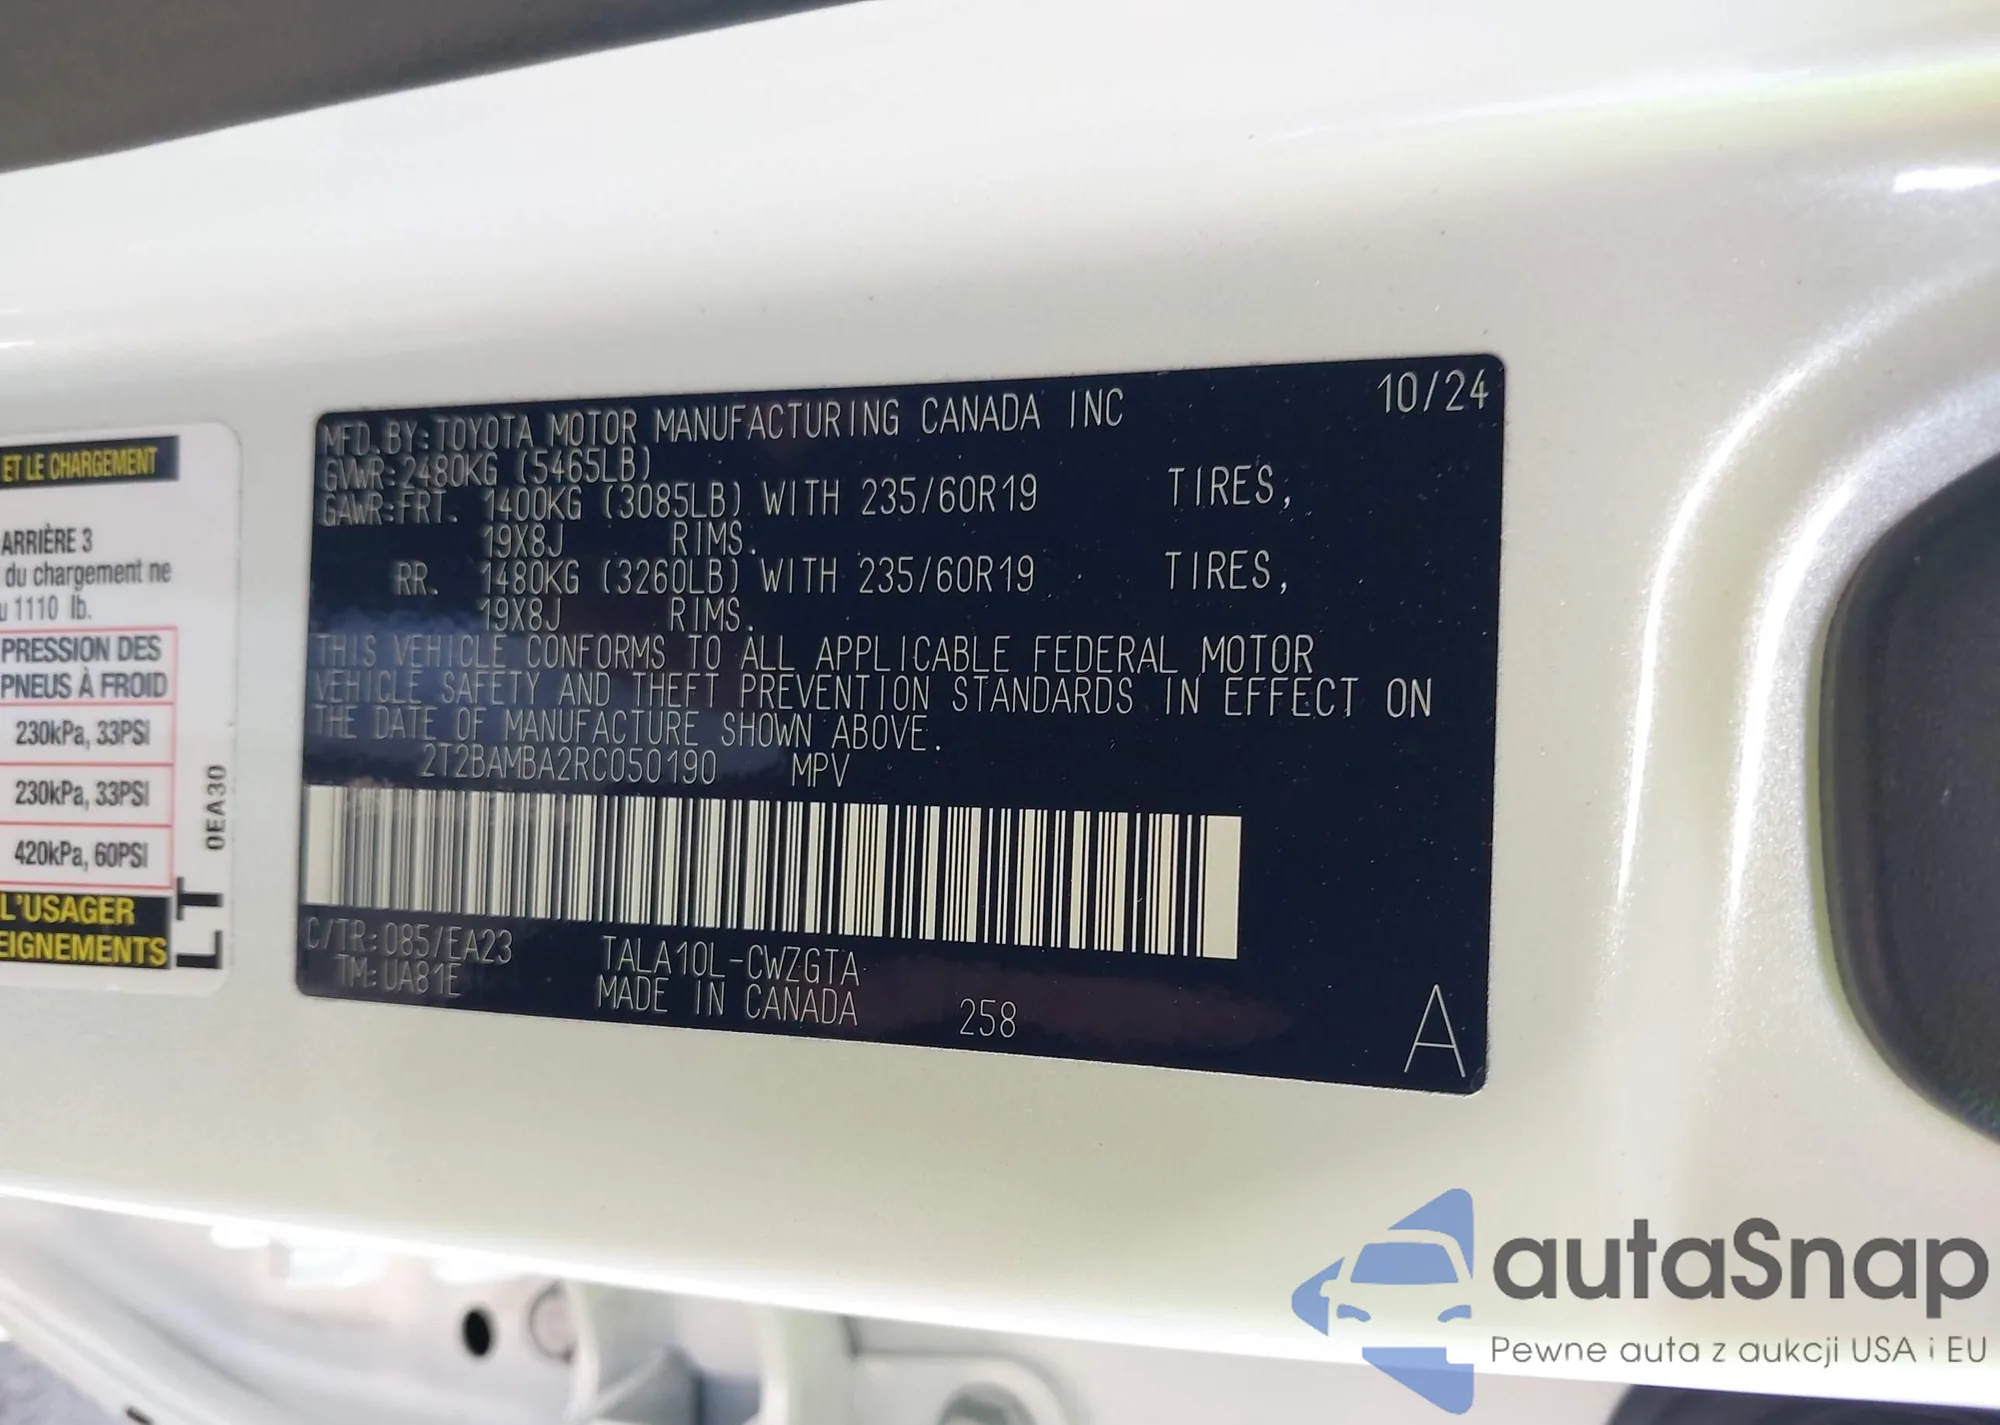 ET LE CHARGEMENT
ARRIÈRE 3
du chargement ne
1110 lb.
PRESSION DES
PNEUS À FROID
230kPa, 33PSI
230kPa, 33PSI
420kPa, 60PSI
L'USAGER
EIGNEMENTS
LT
0EA30
10/24
MFD. BY: TOYOTA MOTOR MANUFACTURING CANADA INC
GVWR: 2480KG (5465LB)
GAWR: FRT. 1400KG (3085LB) WITH 235/60R19 TIRES,
19X8J RIMS.
RR. 1480KG (3260LB) WITH 235/60R19 TIRES,
19X8J RIMS.
THIS VEHICLE CONFORMS TO ALL APPLICABLE FEDERAL MOTOR
VEHICLE SAFETY AND THEFT PREVENTION STANDARDS IN EFFECT ON
THE DATE OF MANUFACTURE SHOWN ABOVE.
2T2BAMBA2RC050190 MPV
C/TR: 085/EA23 TALA10L-CWZGTA
TM: UA81E MADE IN CANADA 258
A
autaSnap
Pewne auta z aukcji USA i EU